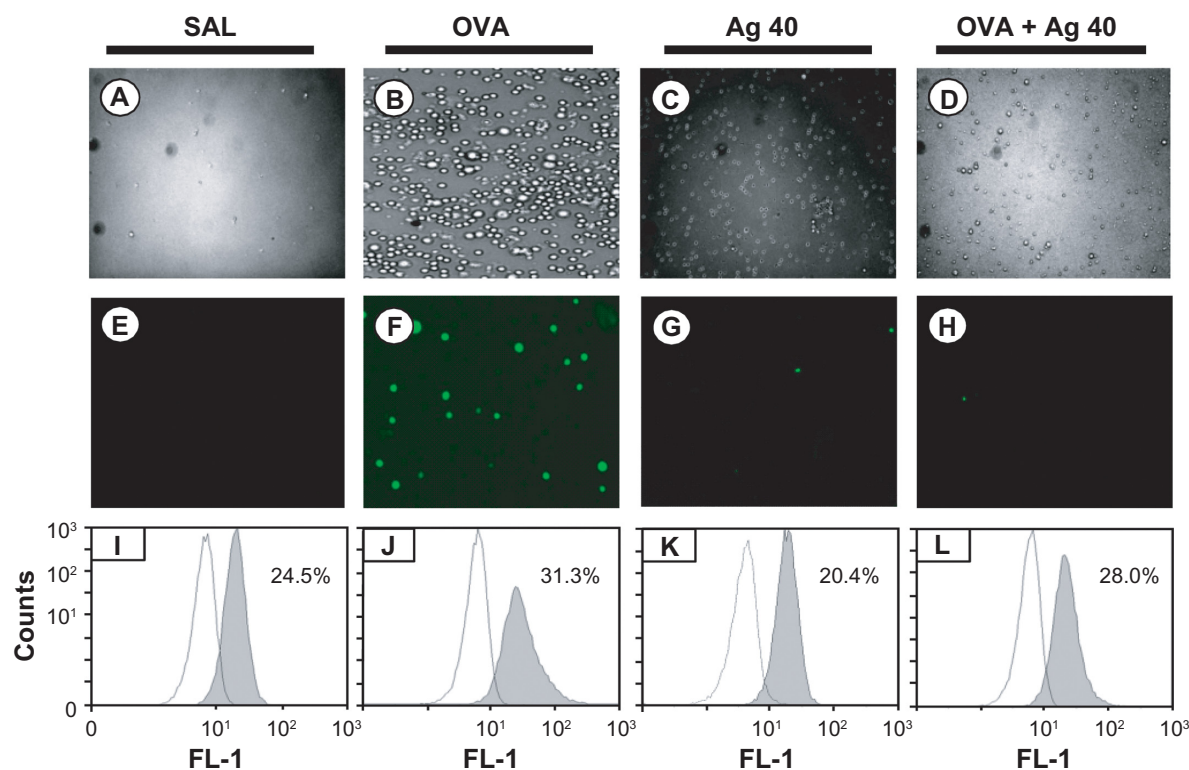 SAL OVA Ag 40 OVA + Ag 40
A B C D
E F G H
I J K L
24.5% 31.3% 20.4% 28.0%
Counts
10³
10²
10¹
0
0 10¹ 10² 10³ 10¹ 10² 10³ 10¹ 10² 10³ 10¹ 10² 10³
FL-1 FL-1 FL-1 FL-1